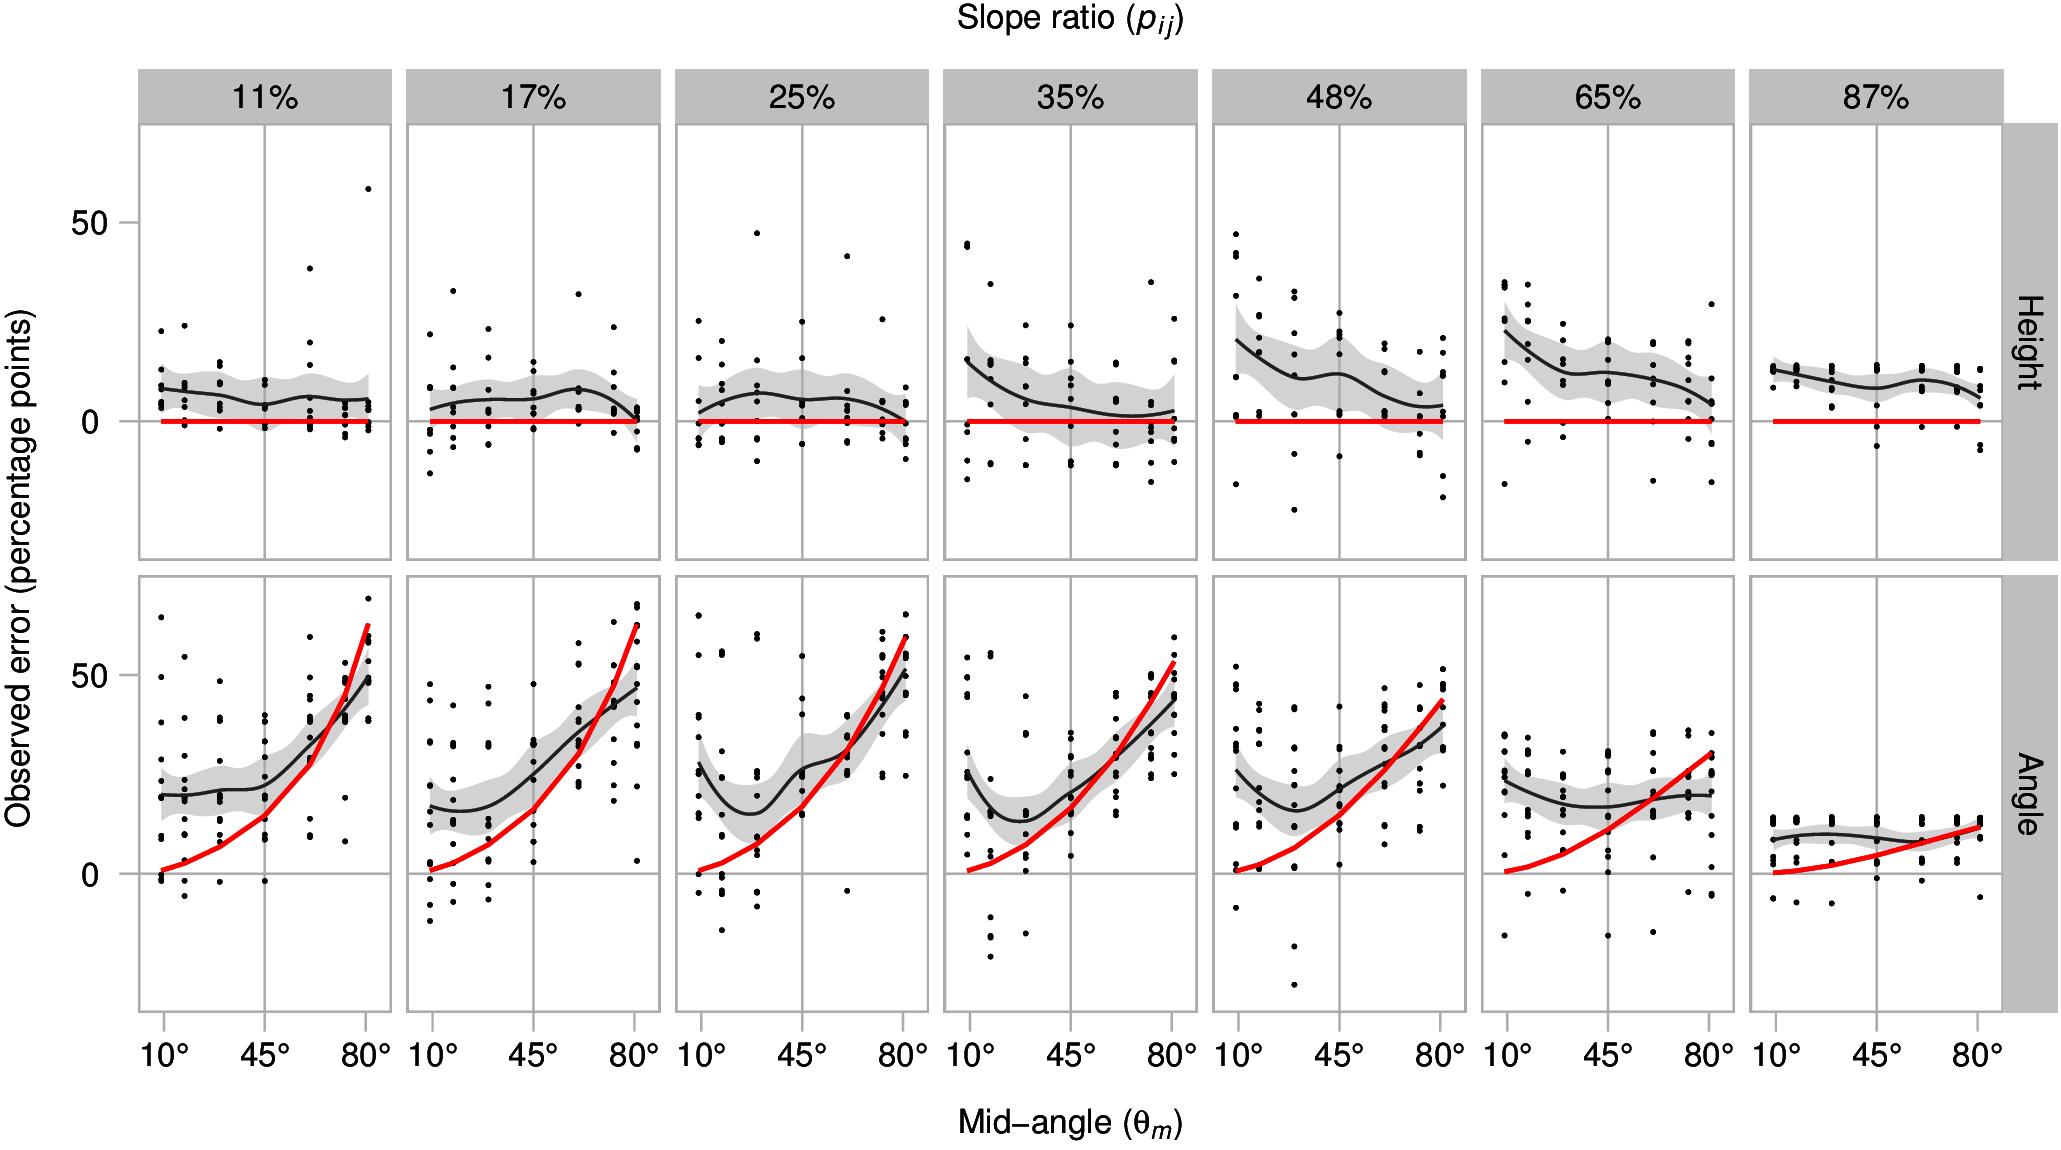 Slope ratio (pij)
11% 17% 25% 35% 48% 65% 87%
50
0
Height
Observed error (percentage points)
50
0
Angle
10° 45° 80° 10° 45° 80° 10° 45° 80° 10° 45° 80° 10° 45° 80° 10° 45° 80° 10° 45° 80°
Mid−angle (θm)